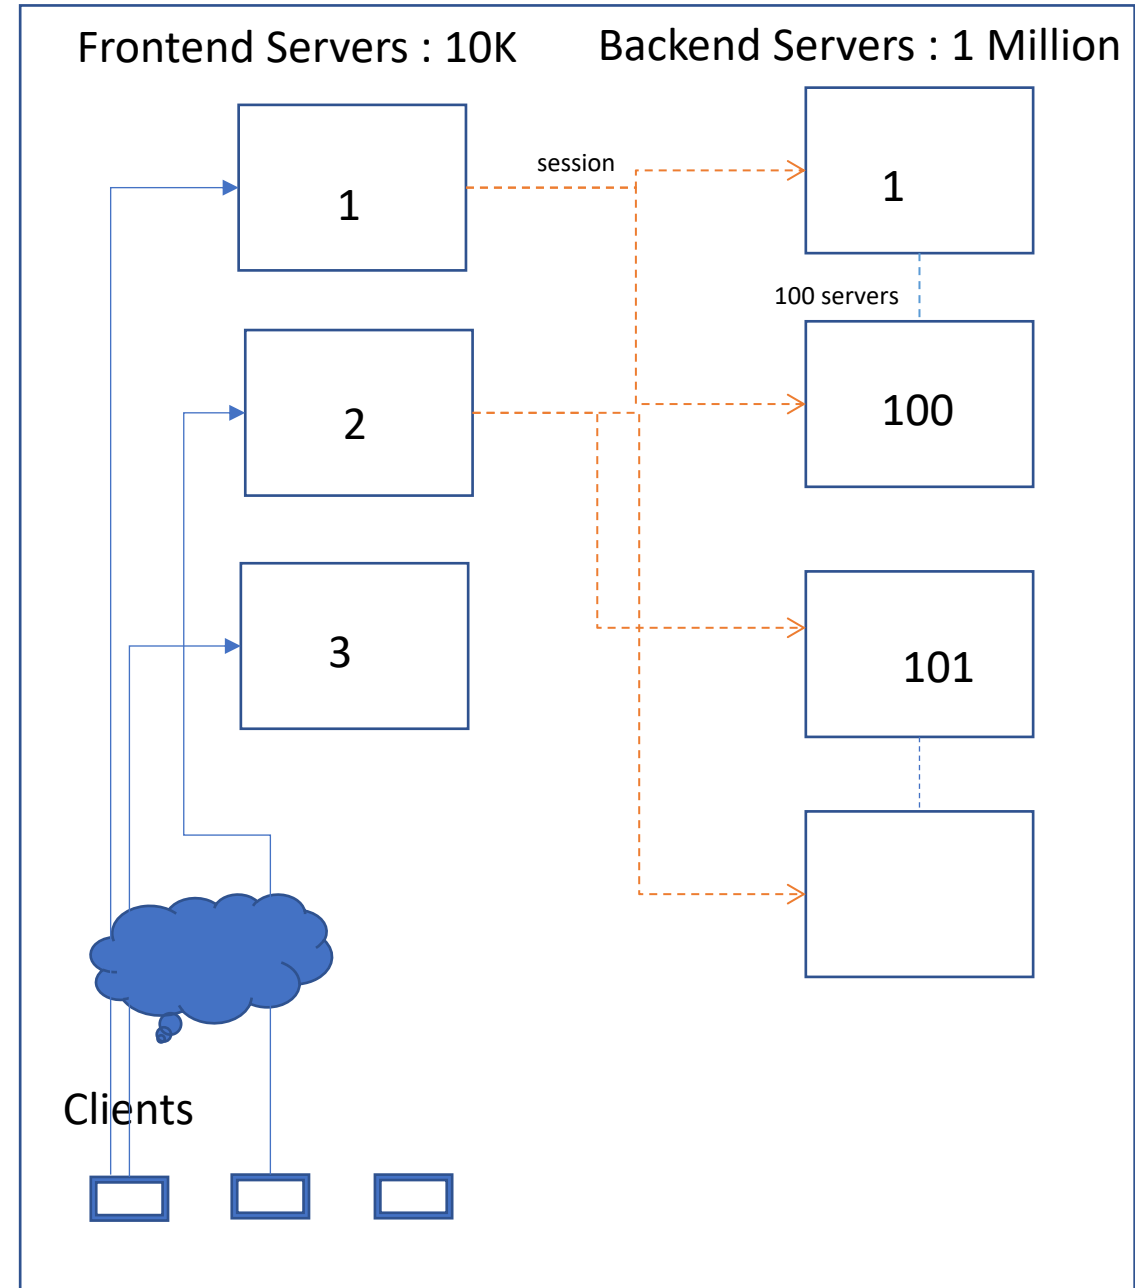 Frontend Servers : 10K
Backend Servers : 1 Million
1
session
1
100 servers
2
100
3
101
Clients